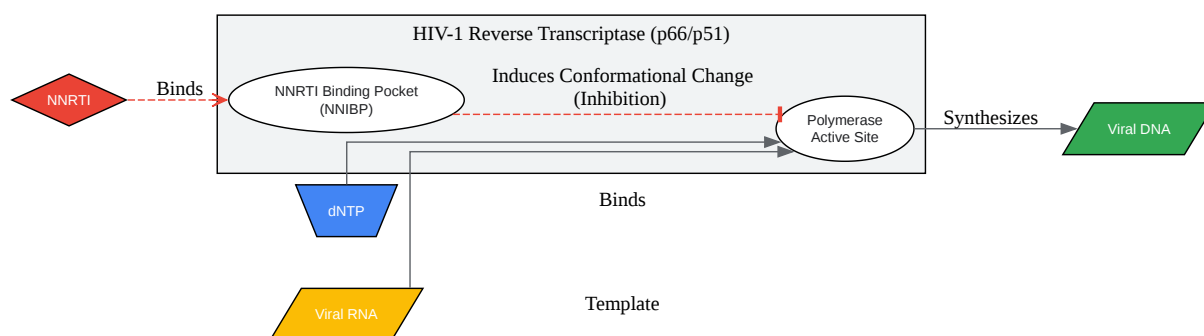 HIV-1 Reverse Transcriptase (p66/p51)
NNRTI
Binds
NNRTI Binding Pocket
(NNIBP)
Induces Conformational Change
(Inhibition)
Polymerase
Active Site
Synthesizes
Viral DNA
dNTP
Binds
Viral RNA
Template